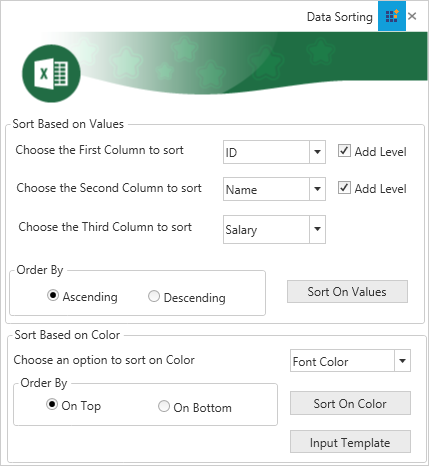 Data Sorting
X
Sort Based on Values
Choose the First Column to sort ID Add Level
Choose the Second Column to sort Name Add Level
Choose the Third Column to sort Salary
Order By
Ascending Descending Sort On Values
Sort Based on Color
Choose an option to sort on Color Font Color
Order By
On Top On Bottom Sort On Color
Input Template